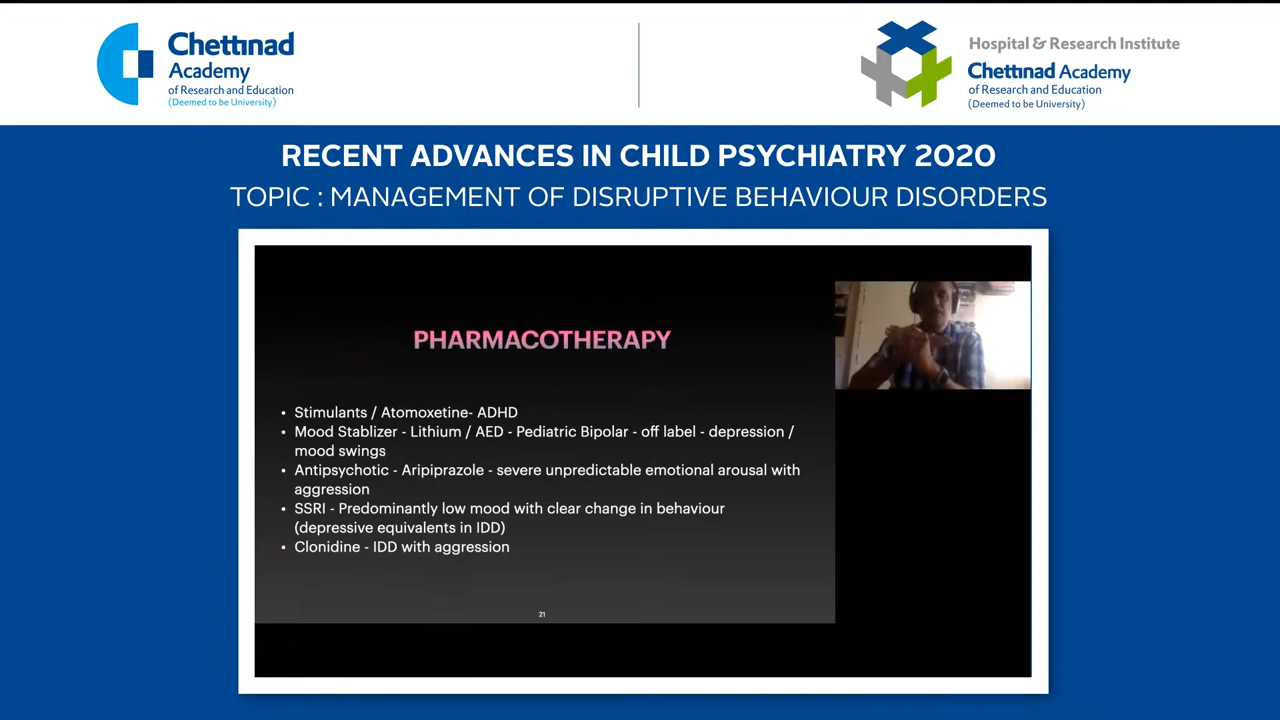 Chettinad
Academy
of Research and Education
(Deemed to be University)
Hospital & Research Institute
Chettinad Academy
of Research and Education
(Deemed to be University)
RECENT ADVANCES IN CHILD PSYCHIATRY 2020
TOPIC : MANAGEMENT OF DISRUPTIVE BEHAVIOUR DISORDERS
PHARMACOTHERAPY
• Stimulants / Atomoxetine- ADHD
• Mood Stablizer - Lithium / AED - Pediatric Bipolar - off label - depression /
mood swings
• Antipsychotic - Aripiprazole - severe unpredictable emotional arousal with
aggression
• SSRI - Predominantly low mood with clear change in behaviour
(depressive equivalents in IDD)
• Clonidine - IDD with aggression
21